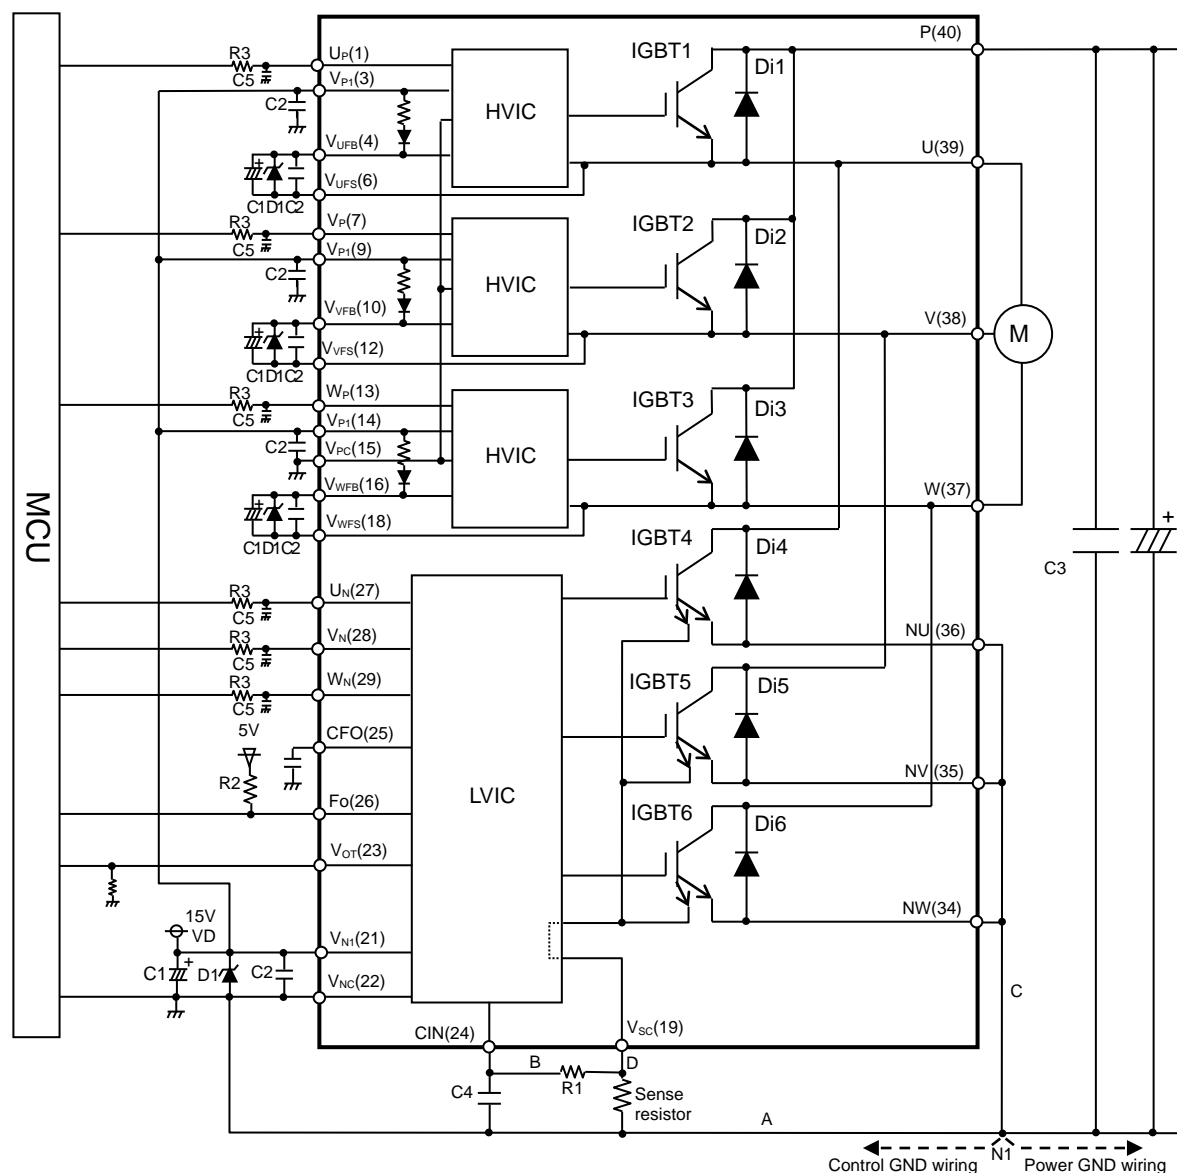 MCU
R3
C5
UP(1)
VP1(3)
C2
VUFB(4)
VUFS(6)
C1D1C2
HVIC
IGBT1
Di1
P(40)
U(39)
R3
C5
VP(7)
VP1(9)
C2
VVFB(10)
VVFS(12)
C1D1C2
HVIC
IGBT2
Di2
V(38)
M
R3
C5
WP(13)
VP1(14)
C2
VPC(15)
VWFB(16)
VWFS(18)
C1D1C2
HVIC
IGBT3
Di3
W(37)
IGBT4
Di4
C3
+
R3
C5
UN(27)
NU(36)
R3
C5
VN(28)
R3
C5
WN(29)
IGBT5
Di5
5V
CFO(25)
R2
NV(35)
Fo(26)
LVIC
IGBT6
Di6
VOT(23)
NW(34)
15V
VD
VN1(21)
C1
+
D1
C2
VNC(22)
C
CIN(24)
VSC(19)
B
D
R1
C4
Sense
resistor
A
N1
Control GND wiring
Power GND wiring